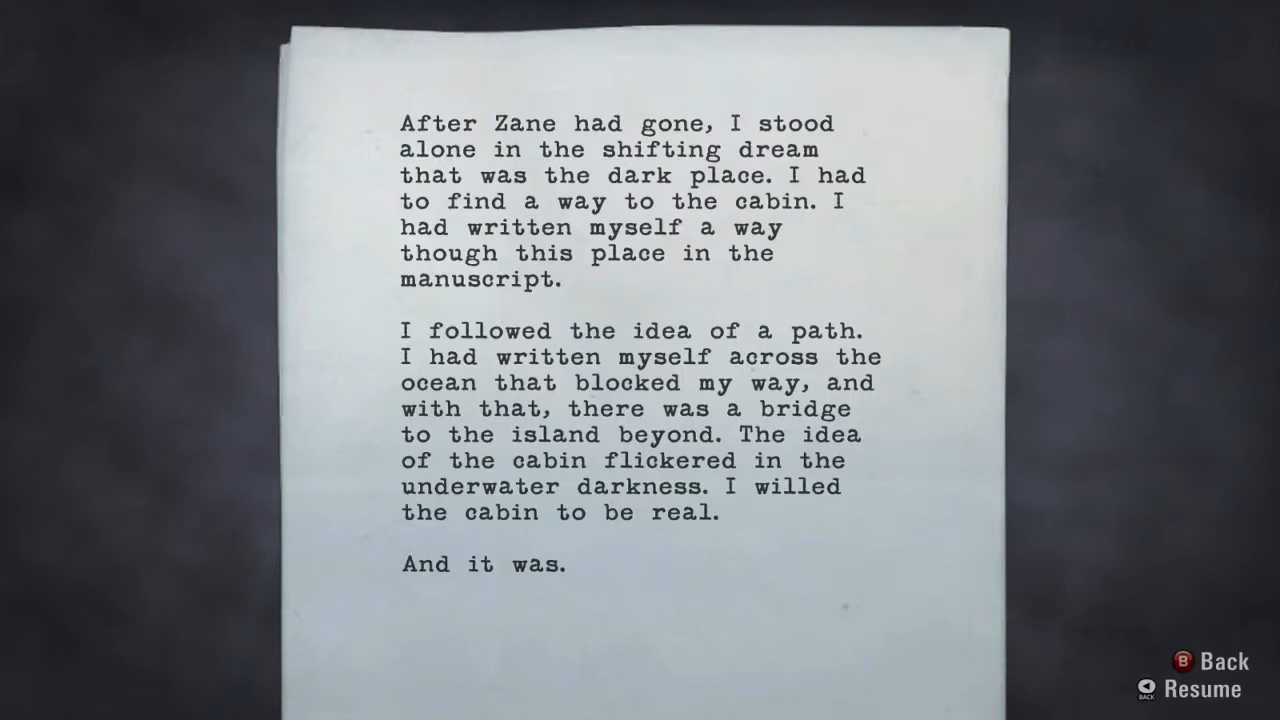 After Zane had gone, I stood
alone in the shifting dream
that was the dark place. I had
to find a way to the cabin. I
had written myself a way
though this place in the
manuscript.
I followed the idea of a path.
I had written myself across the
ocean that blocked my way, and
with that, there was a bridge
to the island beyond. The idea
of the cabin flickered in the
underwater darkness. I willed
the cabin to be real.
And it was.
B Back
BACK Resume